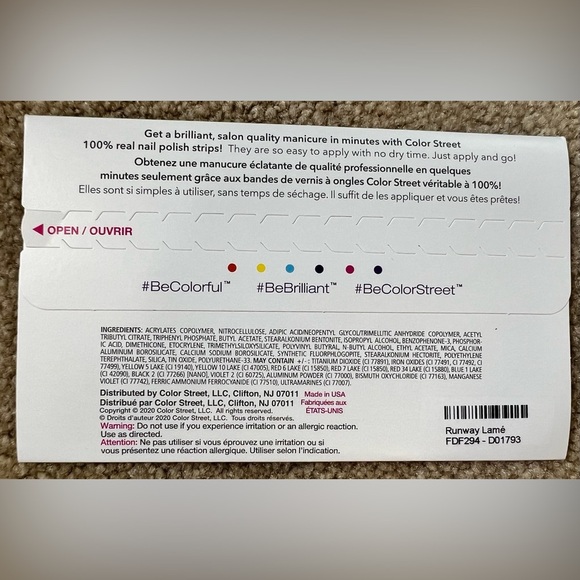 Get a brilliant, salon quality manicure in minutes with Color Street
100% real nail polish strips! They are so easy to apply with no dry time. Just apply and go!
Obtenez une manucure éclatante de qualité professionnelle en quelques
minutes seulement grâce aux bandes de vernis à ongles Color Street véritable à 100%!
Elles sont si simples à utiliser, sans temps de séchage. Il suffit de les appliquer et vous êtes prêtes!
OPEN / OUVRIR
#BeColorful™ #BeBrilliant™ #BeColorStreet™
INGREDIENTS: ACRYLATES COPOLYMER, NITROCELLULOSE, ADIPIC ACID/NEOPENTYL GLYCOL/TRIMELLITIC ANHYDRIDE COPOLYMER, ACETYL
TRIBUTYL CITRATE, TRIPHENYL PHOSPHATE, BUTYL ACETATE, STEARALKONIUM BENTONITE, ISOPROPYL ALCOHOL, BENZOPHENONE-3, PHOSPHOR-
IC ACID, DIMETHICONE, ETOCRYLENE, TRIMETHYLSILOXYSILICATE, POLYVINYL BUTYRAL, N-BUTYL ALCOHOL, ETHYL ACETATE, MICA, CALCIUM
ALUMINUM BOROSILICATE, CALCIUM SODIUM BOROSILICATE, SYNTHETIC FLUORPHLOGOPITE, STEARALKONIUM HECTORITE, POLYETHYLENE
TEREPHTHALATE, SILICA, TIN OXIDE, POLYURETHANE-33. MAY CONTAIN +/- : TITANIUM DIOXIDE (CI 77891), IRON OXIDES (CI 77491, CI 77492, CI
77499), YELLOW 5 LAKE (CI 19140), YELLOW 10 LAKE (CI 47005), RED 6 LAKE (CI 15850), RED 7 LAKE (CI 15850), RED 34 LAKE (CI 15880), BLUE 1 LAKE
(CI 42090), BLACK 2 (CI 77266) [NANO], VIOLET 2 (CI 60725), ALUMINUM POWDER (CI 77000), BISMUTH OXYCHLORIDE (CI 77163), MANGANESE
VIOLET (CI 77742), FERRIC AMMONIUM FERROCYANIDE (CI 77510), ULTRAMARINES (CI 77007).
Distributed by Color Street, LLC, Clifton, NJ 07011 Made in USA
Distribué par Color Street, LLC, Clifton, NJ 07011 Fabriquées aux
Copyright © 2020 Color Street, LLC. All rights reserved. ÉTATS-UNIS
© Droits d'auteur 2020 Color Street, LLC. Tous droits réservés.
Warning: Do not use if you experience irritation or an allergic reaction.
Use as directed.
Attention: Ne pas utiliser si vous éprouvez une irritation ou si
vous présentez une réaction allergique. Utiliser selon l'indication.
Runway Lamé
FDF294 - D01793